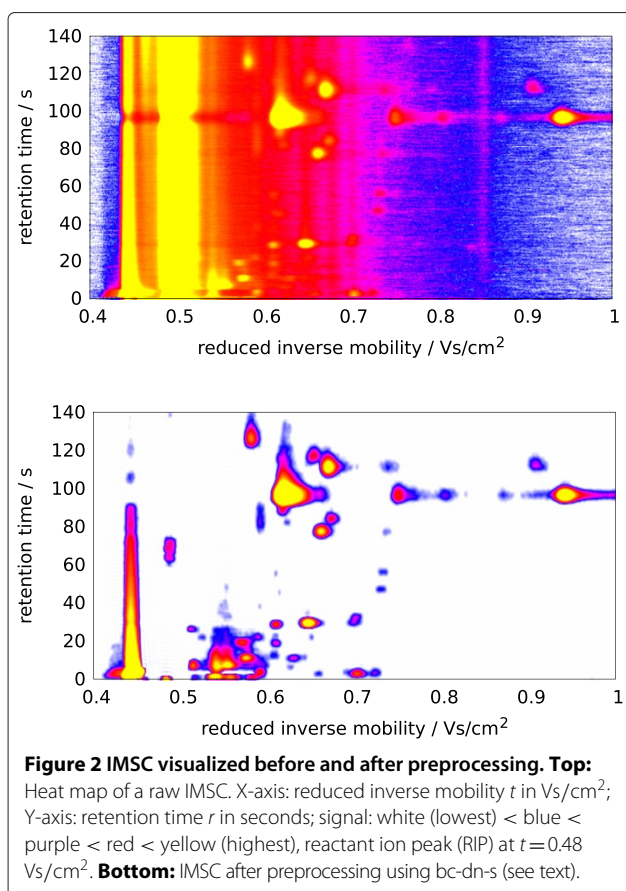 140
120
100
80
60
40
20
0
retention time / s
0.4 0.5 0.6 0.7 0.8 0.9 1
reduced inverse mobility / Vs/cm²
140
120
100
80
60
40
20
0
retention time / s
0.4 0.5 0.6 0.7 0.8 0.9 1
reduced inverse mobility / Vs/cm²
Figure 2 IMSC visualized before and after preprocessing. Top:
Heat map of a raw IMSC. X-axis: reduced inverse mobility t in Vs/cm²;
Y-axis: retention time r in seconds; signal: white (lowest) < blue <
purple < red < yellow (highest), reactant ion peak (RIP) at t = 0.48
Vs/cm². Bottom: IMSC after preprocessing using bc-dn-s (see text).